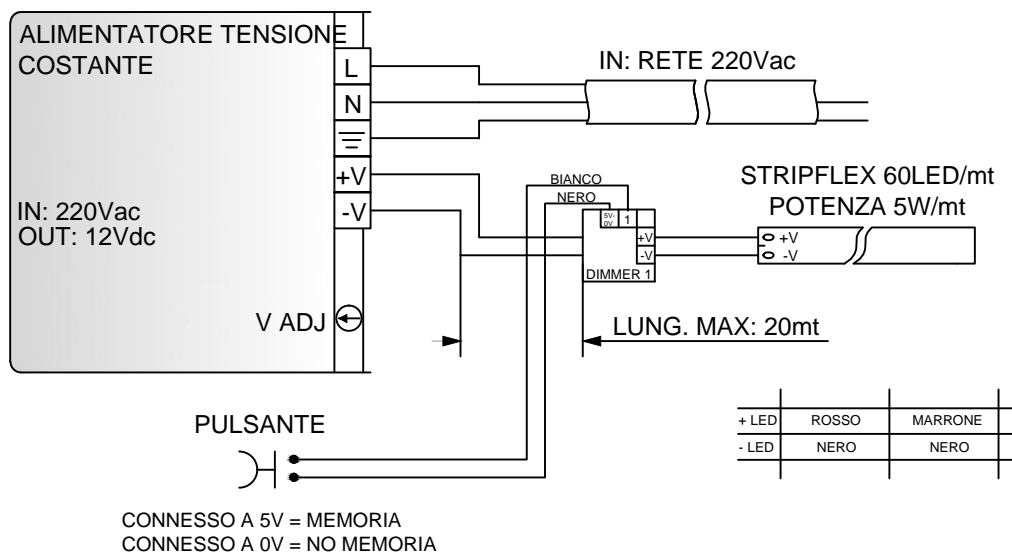 ALIMENTATORE TENSIONE
COSTANTE
L
N
+V
-V
IN: 220Vac
OUT: 12Vdc
V ADJ
IN: RETE 220Vac
BIANCO
NERO
5V-
0V
1
+V
-V
DIMMER 1
STRIPFLEX 60LED/mt
POTENZA 5W/mt
+V
-V
LUNG. MAX: 20mt
PULSANTE
CONNESSO A 5V = MEMORIA
CONNESSO A 0V = NO MEMORIA
+ LED ROSSO MARRONE
- LED NERO NERO